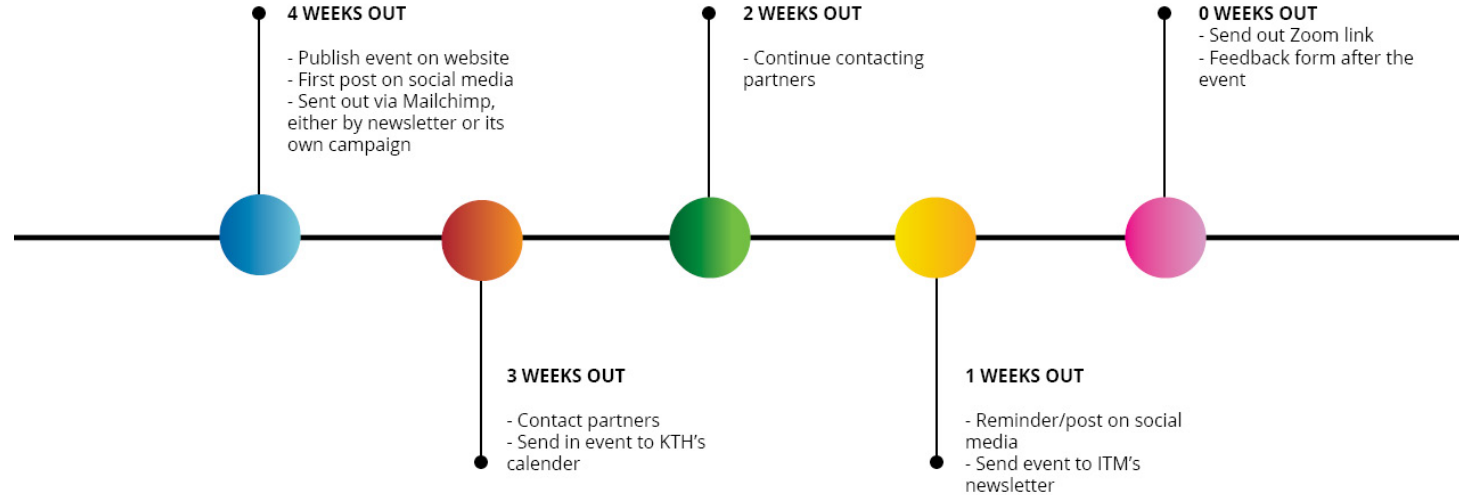 4 WEEKS OUT
- Publish event on website
- First post on social media
- Sent out via Mailchimp,
either by newsletter or its
own campaign
3 WEEKS OUT
- Contact partners
- Send in event to KTH's
calender
2 WEEKS OUT
- Continue contacting
partners
1 WEEKS OUT
- Reminder/post on social
media
- Send event to ITM's
newsletter
0 WEEKS OUT
- Send out Zoom link
- Feedback form after the
event